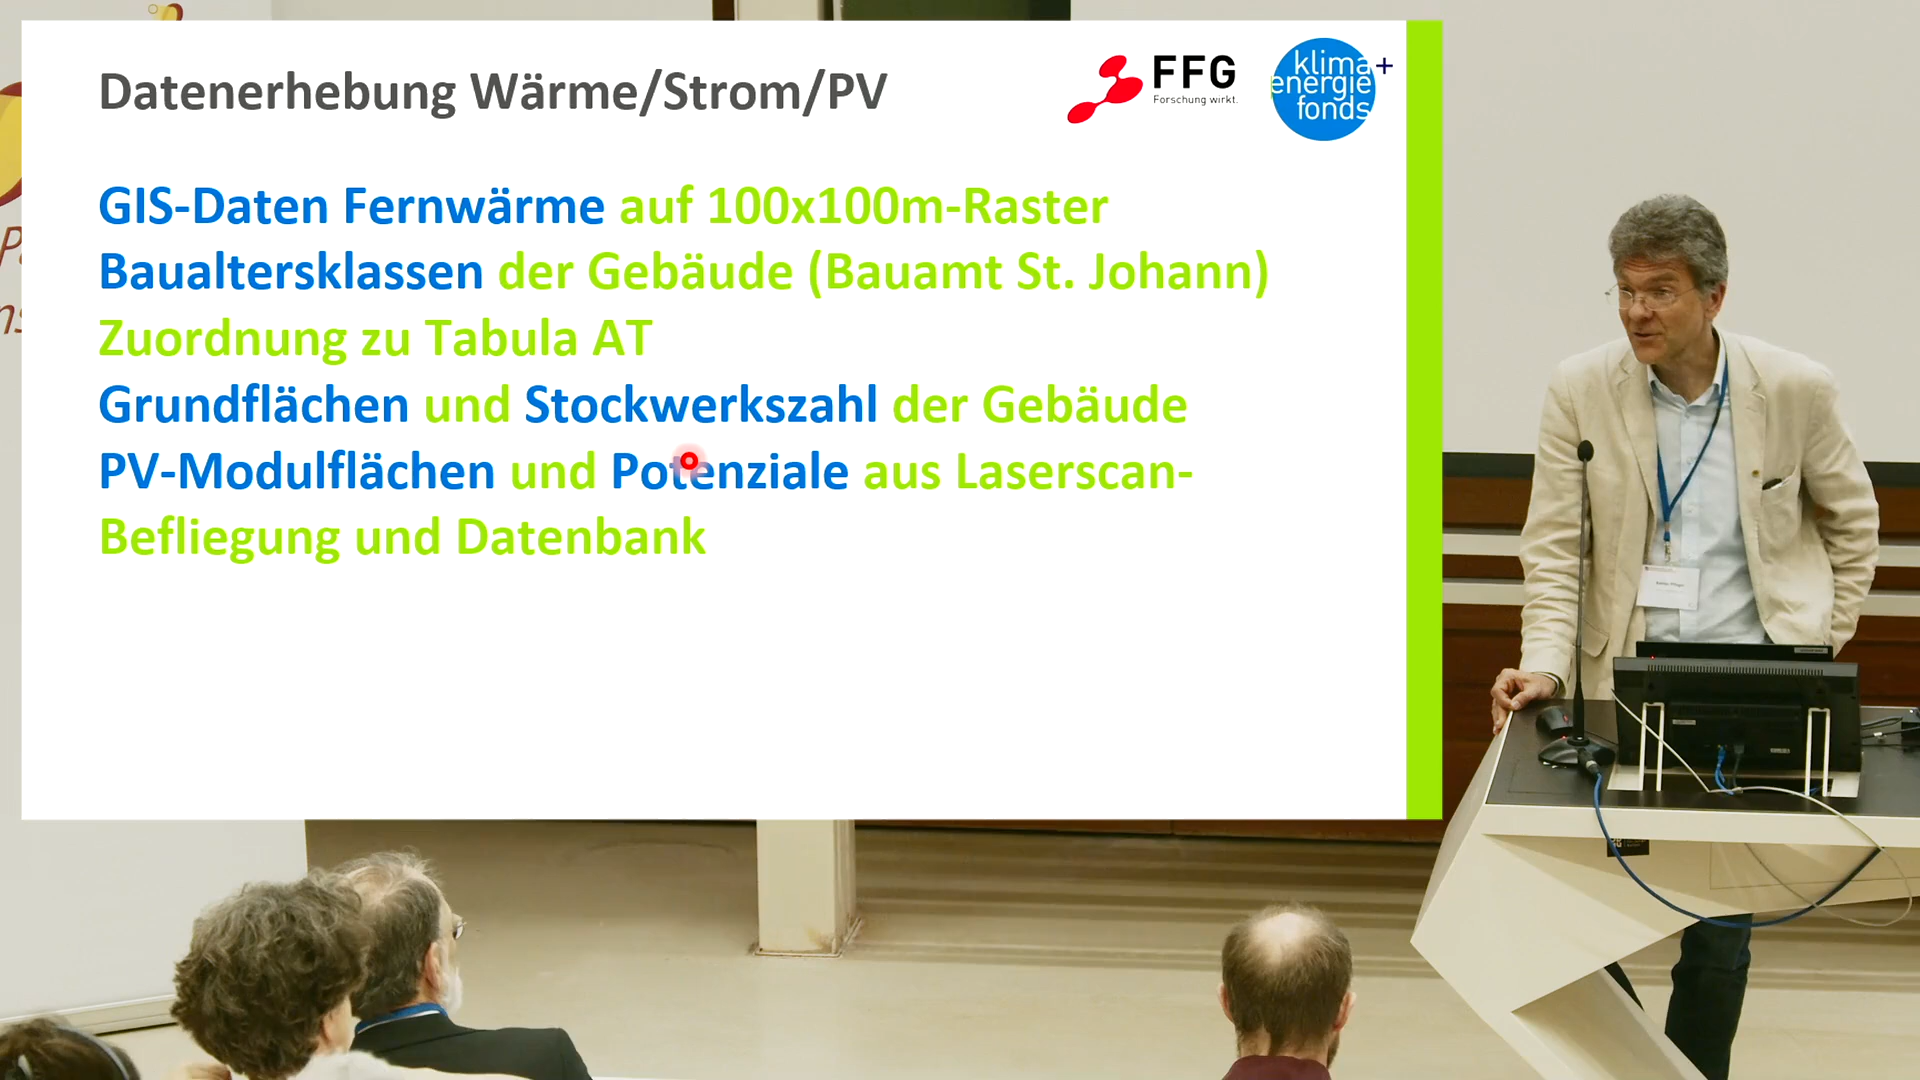 Datenerhebung Wärme/Strom/PV
FFG
Forschung wirkt.
klima+
energie
fonds
GIS-Daten Fernwärme auf 100x100m-Raster
Baualtersklassen der Gebäude (Bauamt St. Johann)
Zuordnung zu Tabula AT
Grundflächen und Stockwerkszahl der Gebäude
PV-Modulflächen und Potenziale aus Laserscan-
Befliegung und Datenbank